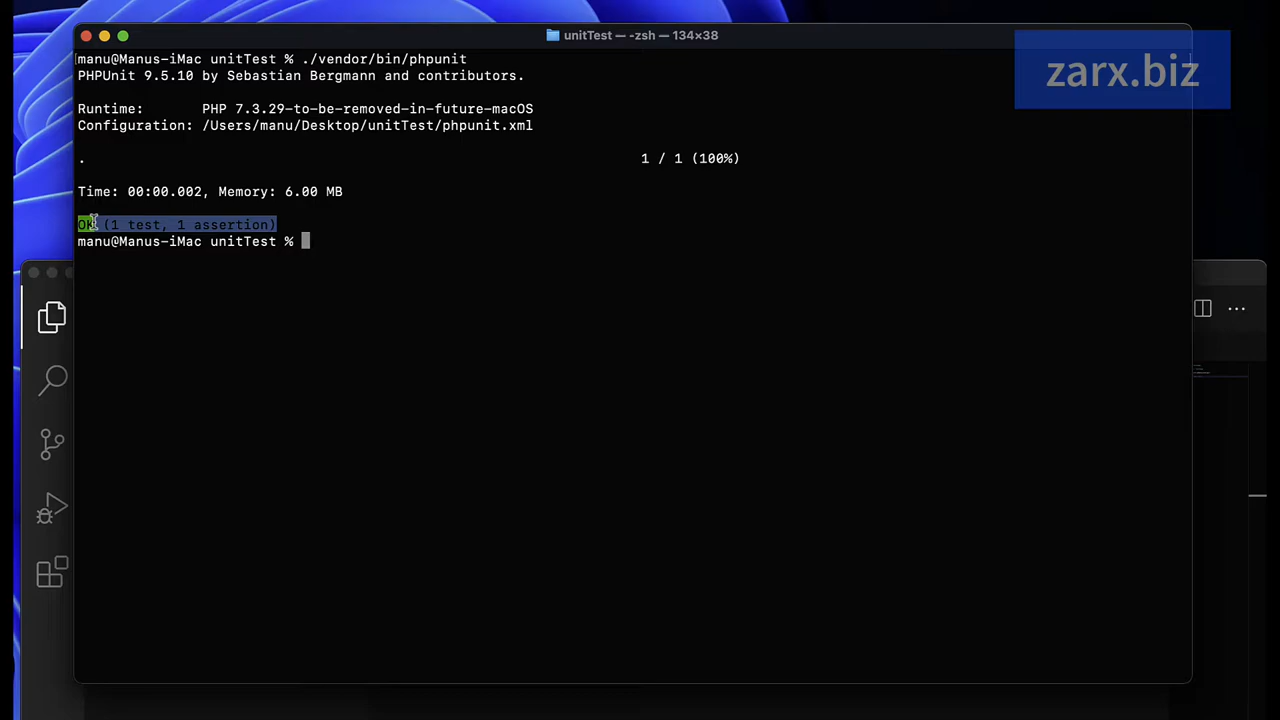 unitTest — -zsh — 134×38
zarx.biz
manu@Manus-iMac unitTest % ./vendor/bin/phpunit
PHPUnit 9.5.10 by Sebastian Bergmann and contributors.
Runtime: PHP 7.3.29-to-be-removed-in-future-macOS
Configuration: /Users/manu/Desktop/unitTest/phpunit.xml
. 1 / 1 (100%)
Time: 00:00.002, Memory: 6.00 MB
OK (1 test, 1 assertion)
manu@Manus-iMac unitTest %